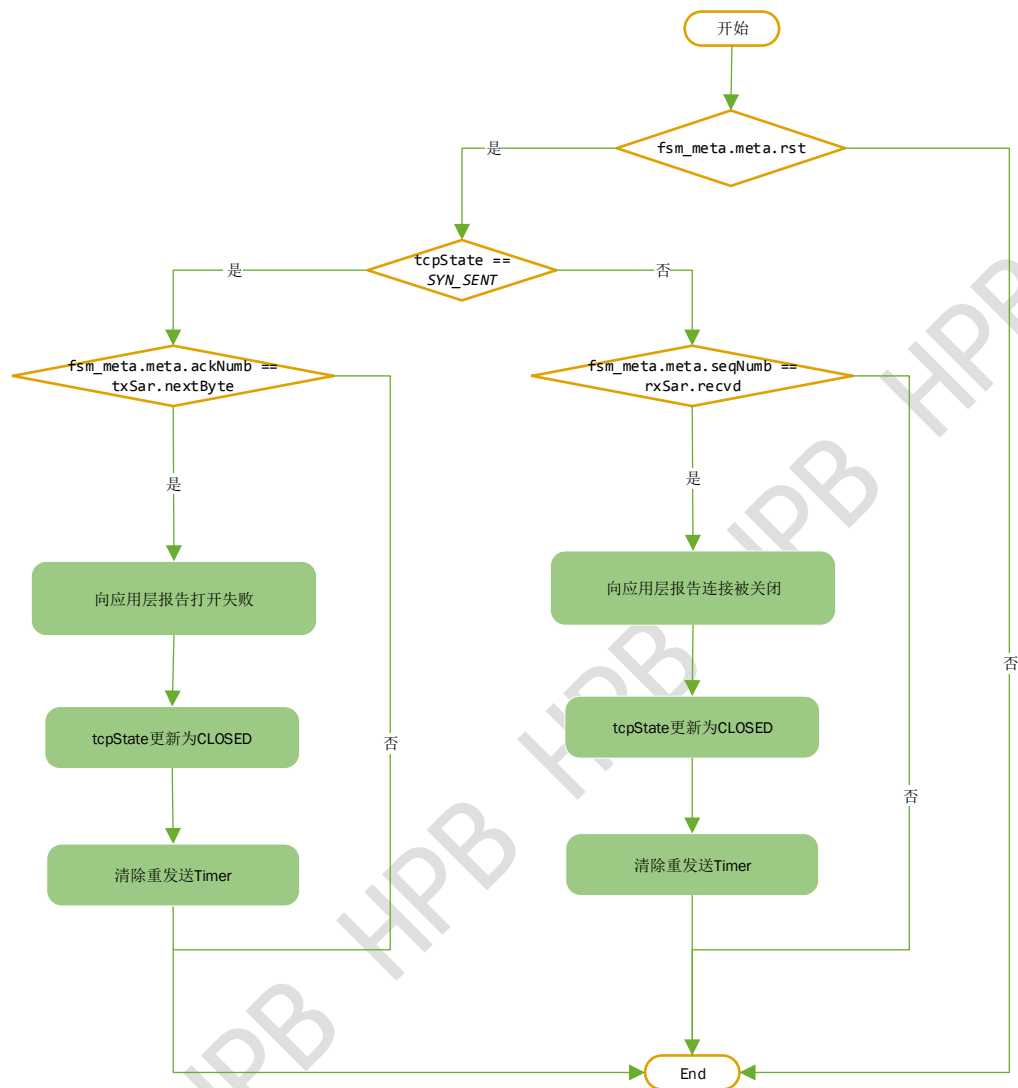 开始
fsm_meta.meta.rst
是
tcpState ==
SYN_SENT
是
否
fsm_meta.meta.ackNumb ==
txSar.nextByte
fsm_meta.meta.seqNumb ==
rxSar.recvd
是
是
向应用层报告打开失败
向应用层报告连接被关闭
否
tcpState更新为CLOSED
tcpState更新为CLOSED
否
否
清除重发送Timer
清除重发送Timer
End
HPB HPB HPB HPB HPB